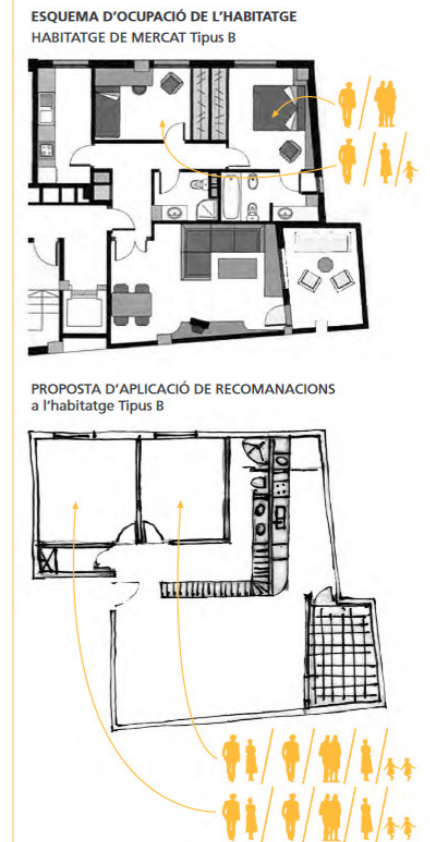 ESQUEMA D'OCUPACIÓ DE L'HABITATGE
HABITATGE DE MERCAT Tipus B
PROPOSTA D'APLICACIÓ DE RECOMANACIONS
a l'habitatge Tipus B